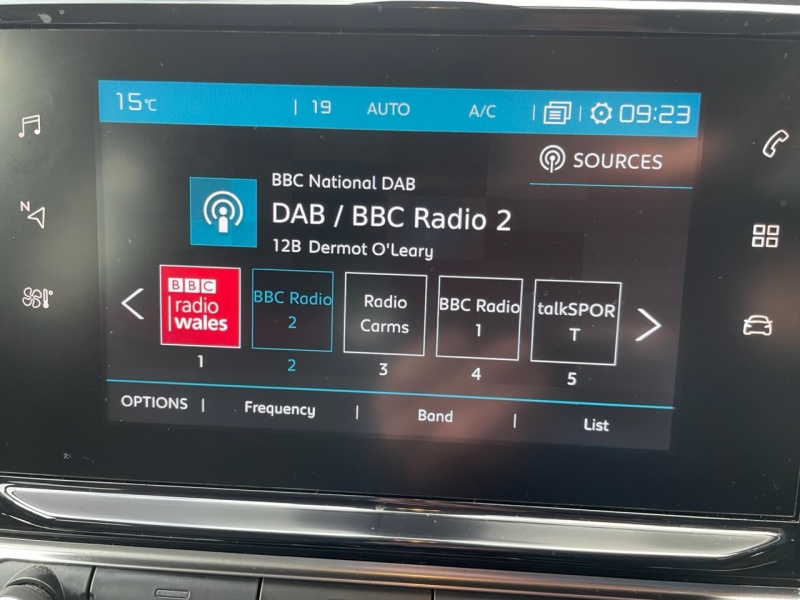 15°C | 19 AUTO A/C | | 09:23
SOURCES
BBC National DAB
DAB / BBC Radio 2
12B Dermot O'Leary
N
BBC
radio
wales
BBC Radio
2
Radio
Carms
BBC Radio
1
talkSPOR
T
1 2 3 4 5
OPTIONS | Frequency | Band | List